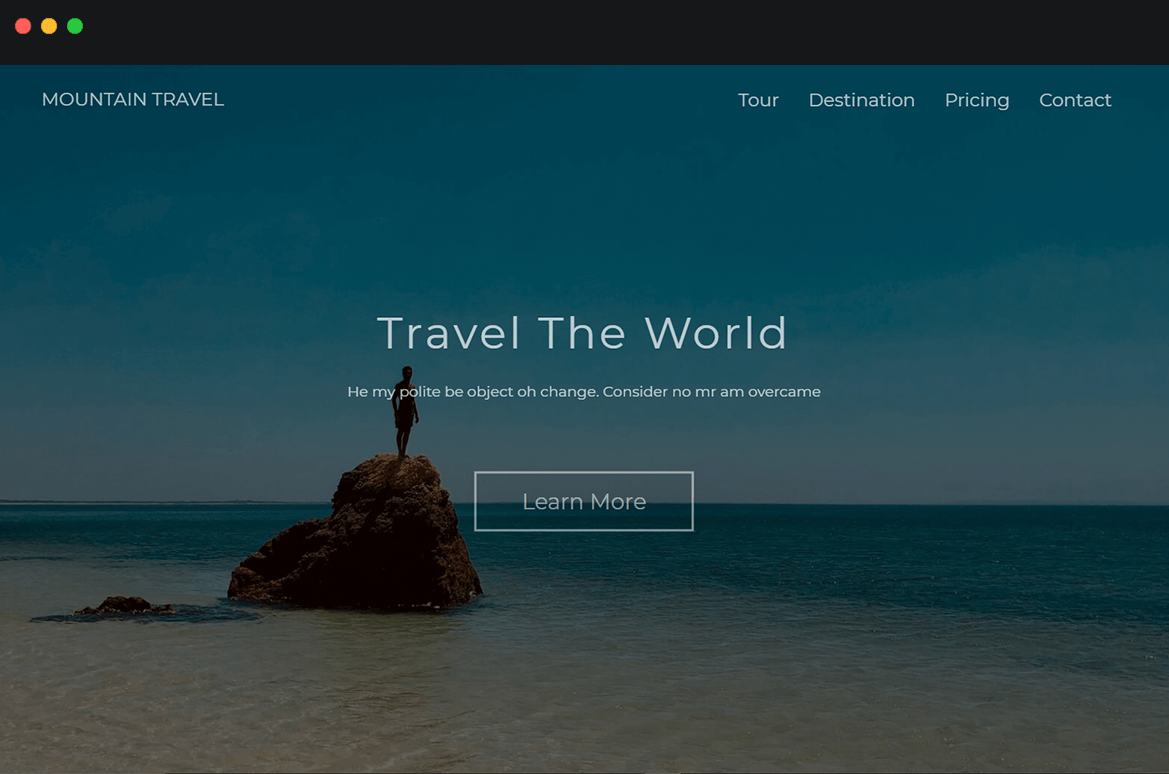 MOUNTAIN TRAVEL
Tour Destination Pricing Contact
Travel The World
He my polite be object oh change. Consider no mr am overcame
Learn More